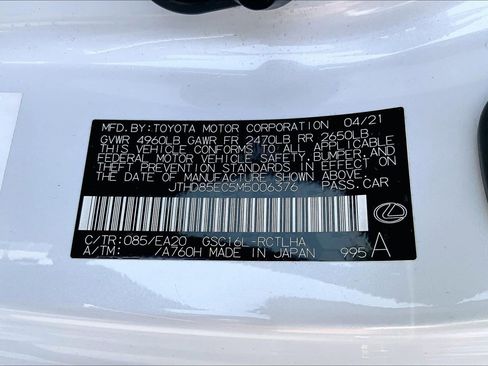 MFD.BY:TOYOTA MOTOR CORPORATION 04/21
GVWR 4960LB GAWR FR 2470LB RR 2650LB
THIS VEHICLE CONFORMS TO ALL APPLICABLE
FEDERAL MOTOR VEHICLE SAFETY, BUMPER, AND
THEFT PREVENTION STANDARDS IN EFFECT ON
THE DATE OF MANUFACTURE SHOWN ABOVE.
JTHD85EC5M5006376 PASS.CAR
C/TR:085/EA20 GSC16L-RCTLHA
A/TM: /A760H MADE IN JAPAN 995 A